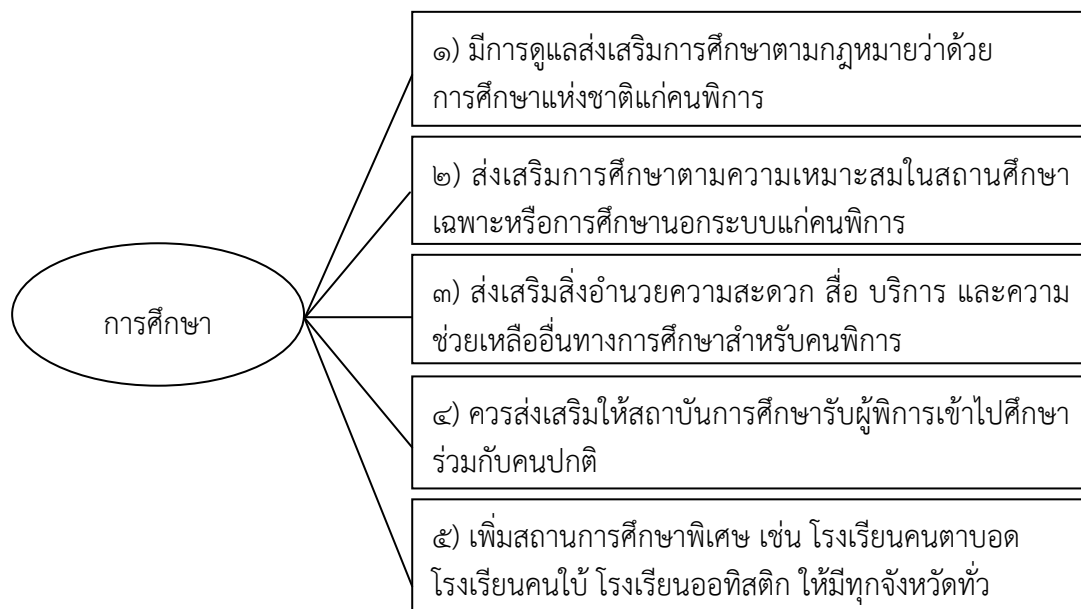 ๑) มีการดูแลส่งเสริมการศึกษาตามกฎหมายว่าด้วย
การศึกษาแห่งชาติแก่คนพิการ
๒) ส่งเสริมการศึกษาตามความเหมาะสมในสถานศึกษา
เฉพาะหรือการศึกษานอกระบบแก่คนพิการ
๓) ส่งเสริมสิ่งอำนวยความสะดวก สื่อ บริการ และความ
ช่วยเหลืออื่นทางการศึกษาสำหรับคนพิการ
การศึกษา
๔) ควรส่งเสริมให้สถาบันการศึกษารับผู้พิการเข้าไปศึกษา
ร่วมกับคนปกติ
๕) เพิ่มสถานการศึกษาพิเศษ เช่น โรงเรียนคนตาบอด
โรงเรียนคนใบ้ โรงเรียนออทิสติก ให้มีทุกจังหวัดทั่ว